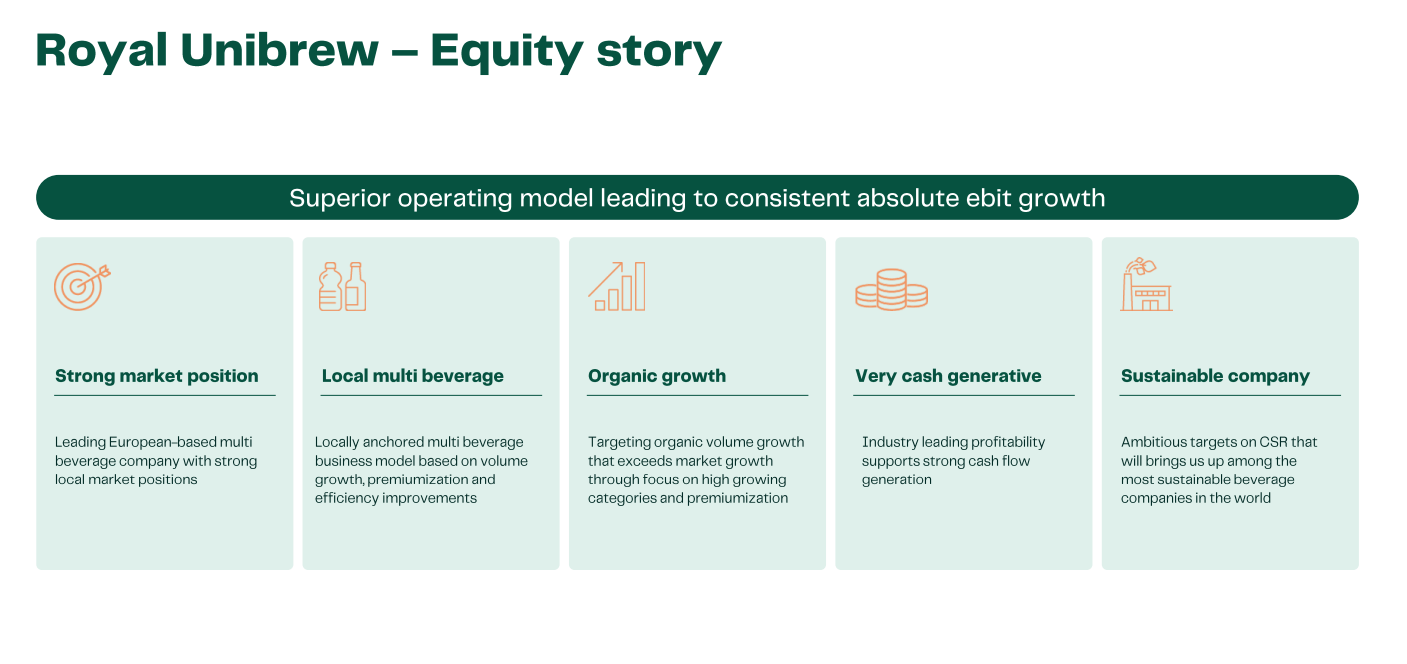 Royal Unibrew – Equity story
Superior operating model leading to consistent absolute ebit growth
Strong market position
Leading European-based multi
beverage company with strong
local market positions
Local multi beverage
Locally anchored multi beverage
business model based on volume
growth, premiumization and
efficiency improvements
Organic growth
Targeting organic volume growth
that exceeds market growth
through focus on high growing
categories and premiumization
Very cash generative
Industry leading profitability
supports strong cash flow
generation
Sustainable company
Ambitious targets on CSR that
will brings us up among the
most sustainable beverage
companies in the world